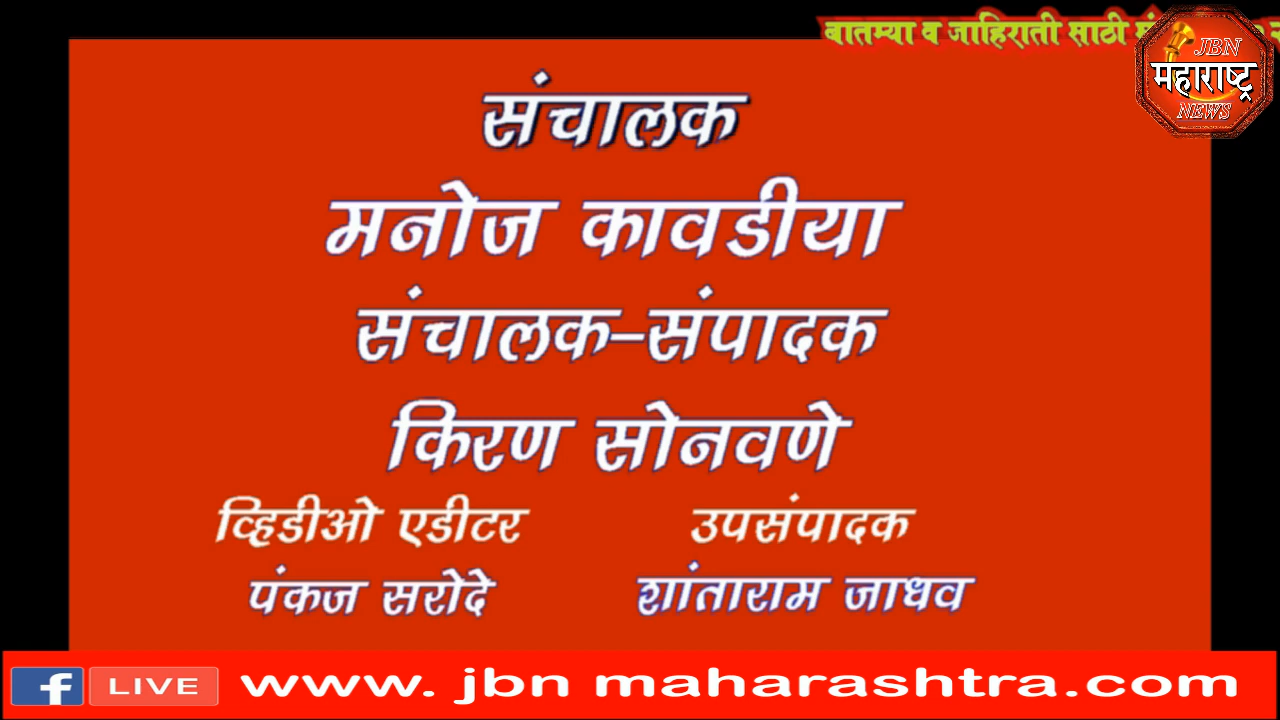 बातम्या व जाहिराती साठी
JBN
महाराष्ट्र
NEWS
संचालक
मनोज कावडीया
संचालक–संपादक
किरण सोनवणे
व्हिडीओ एडीटर उपसंपादक
पंकज सरोदे शांताराम जाधव
f LIVE www. jbn maharashtra.com